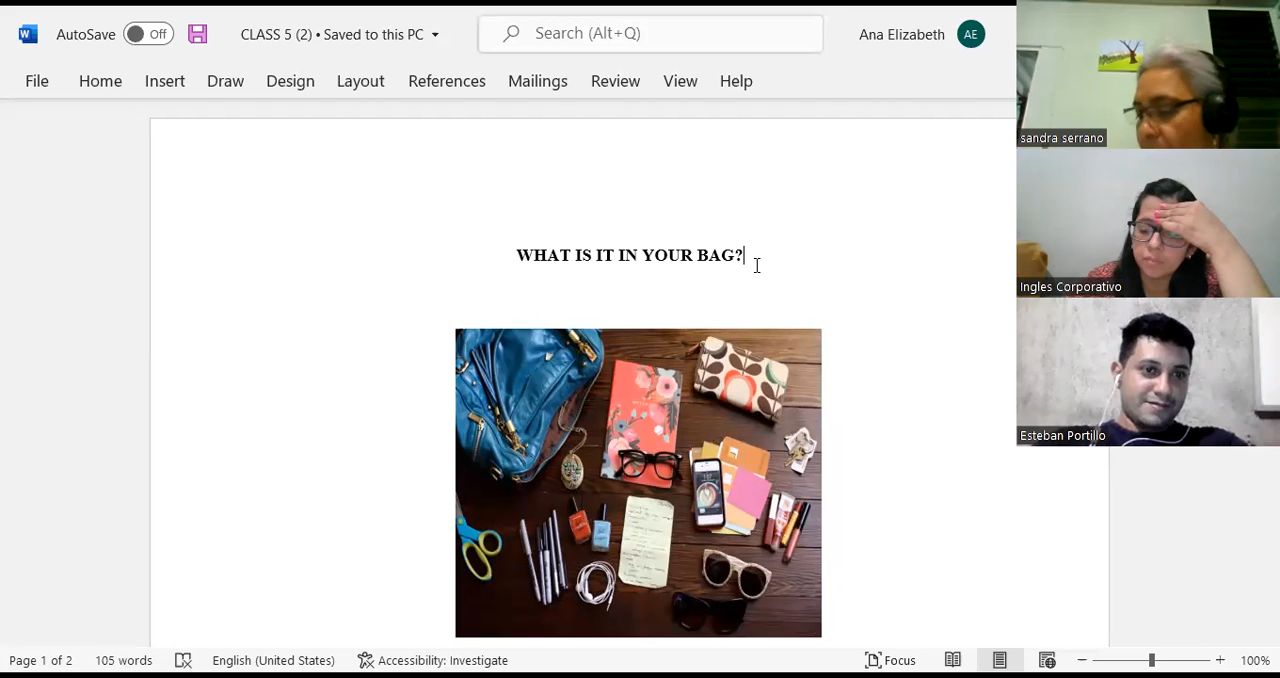 AutoSave Off CLASS 5 (2) • Saved to this PC Search (Alt+Q) Ana Elizabeth AE
File Home Insert Draw Design Layout References Mailings Review View Help
WHAT IS IT IN YOUR BAG?
sandra serrano
Ingles Corporativo
Esteban Portillo
Page 1 of 2 105 words English (United States) Accessibility: Investigate Focus 100%